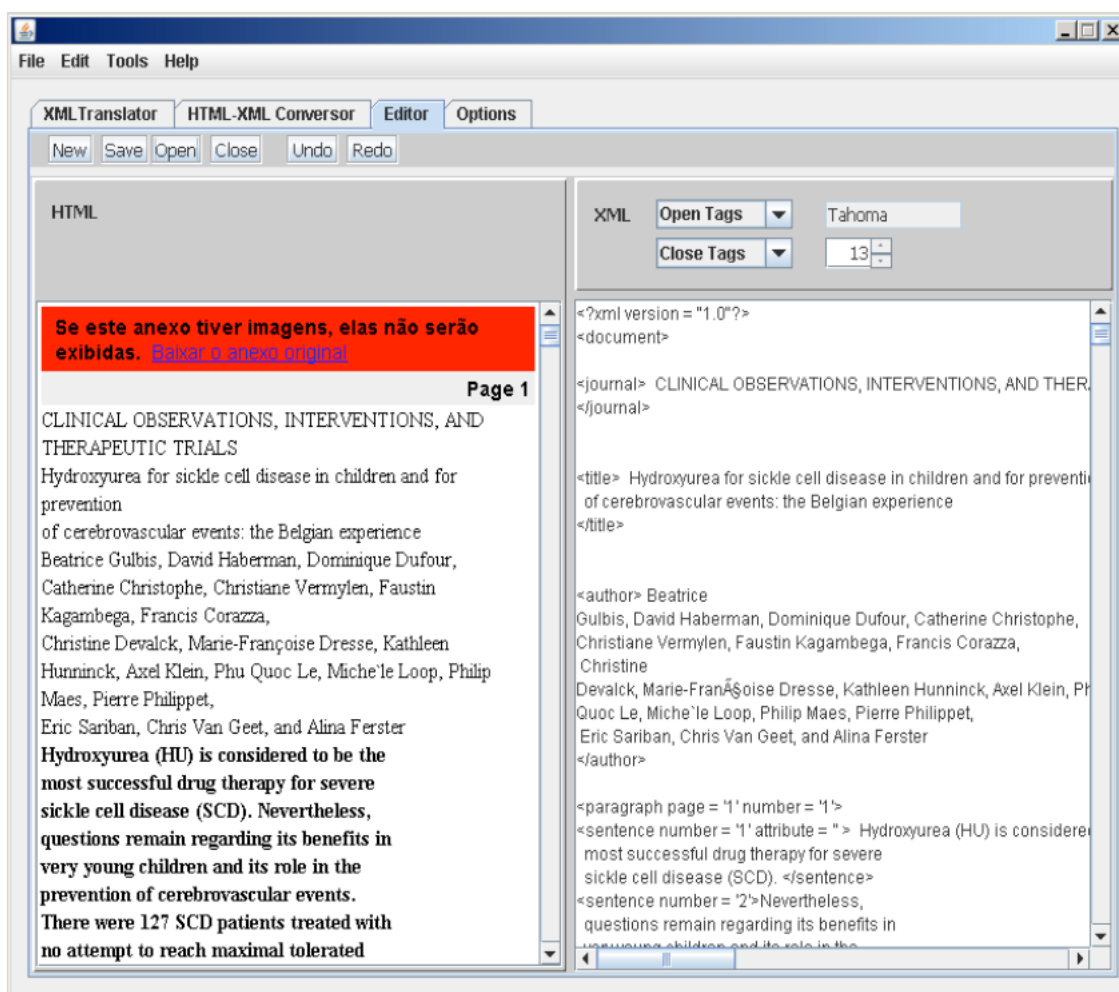 File Edit Tools Help
XMLTranslator HTML-XML Conversor Editor Options
New Save Open Close Undo Redo
HTML
Se este anexo tiver imagens, elas não serão
exibidas. Baixar o anexo original
Page 1
CLINICAL OBSERVATIONS, INTERVENTIONS, AND
THERAPEUTIC TRIALS
Hydroxyurea for sickle cell disease in children and for
prevention
of cerebrovascular events: the Belgian experience
Beatrice Gulbis, David Haberman, Dominique Dufour,
Catherine Christophe, Christiane Vermylen, Faustin
Kagambega, Francis Corazza,
Christine Devalck, Marie-Françoise Dresse, Kathleen
Hunninck, Axel Klein, Phu Quoc Le, Miche`le Loop, Philip
Maes, Pierre Philippet,
Eric Sariban, Chris Van Geet, and Alina Ferster
Hydroxyurea (HU) is considered to be the
most successful drug therapy for severe
sickle cell disease (SCD). Nevertheless,
questions remain regarding its benefits in
very young children and its role in the
prevention of cerebrovascular events.
There were 127 SCD patients treated with
no attempt to reach maximal tolerated
XML Open Tags Tahoma
Close Tags 13
<?xml version = "1.0"?>
<document>
<journal> CLINICAL OBSERVATIONS, INTERVENTIONS, AND THER
</journal>
<title> Hydroxyurea for sickle cell disease in children and for preventi
of cerebrovascular events: the Belgian experience
</title>
<author> Beatrice
Gulbis, David Haberman, Dominique Dufour, Catherine Christophe,
Christiane Vermylen, Faustin Kagambega, Francis Corazza,
Christine
Devalck, Marie-FranÃ§oise Dresse, Kathleen Hunninck, Axel Klein, Ph
Quoc Le, Miche`le Loop, Philip Maes, Pierre Philippet,
Eric Sariban, Chris Van Geet, and Alina Ferster
</author>
<paragraph page = '1' number = '1'>
<sentence number = '1' attribute = '' > Hydroxyurea (HU) is considere
most successful drug therapy for severe
sickle cell disease (SCD). </sentence>
<sentence number = '2'>Nevertheless,
questions remain regarding its benefits in
very young children and its role in the